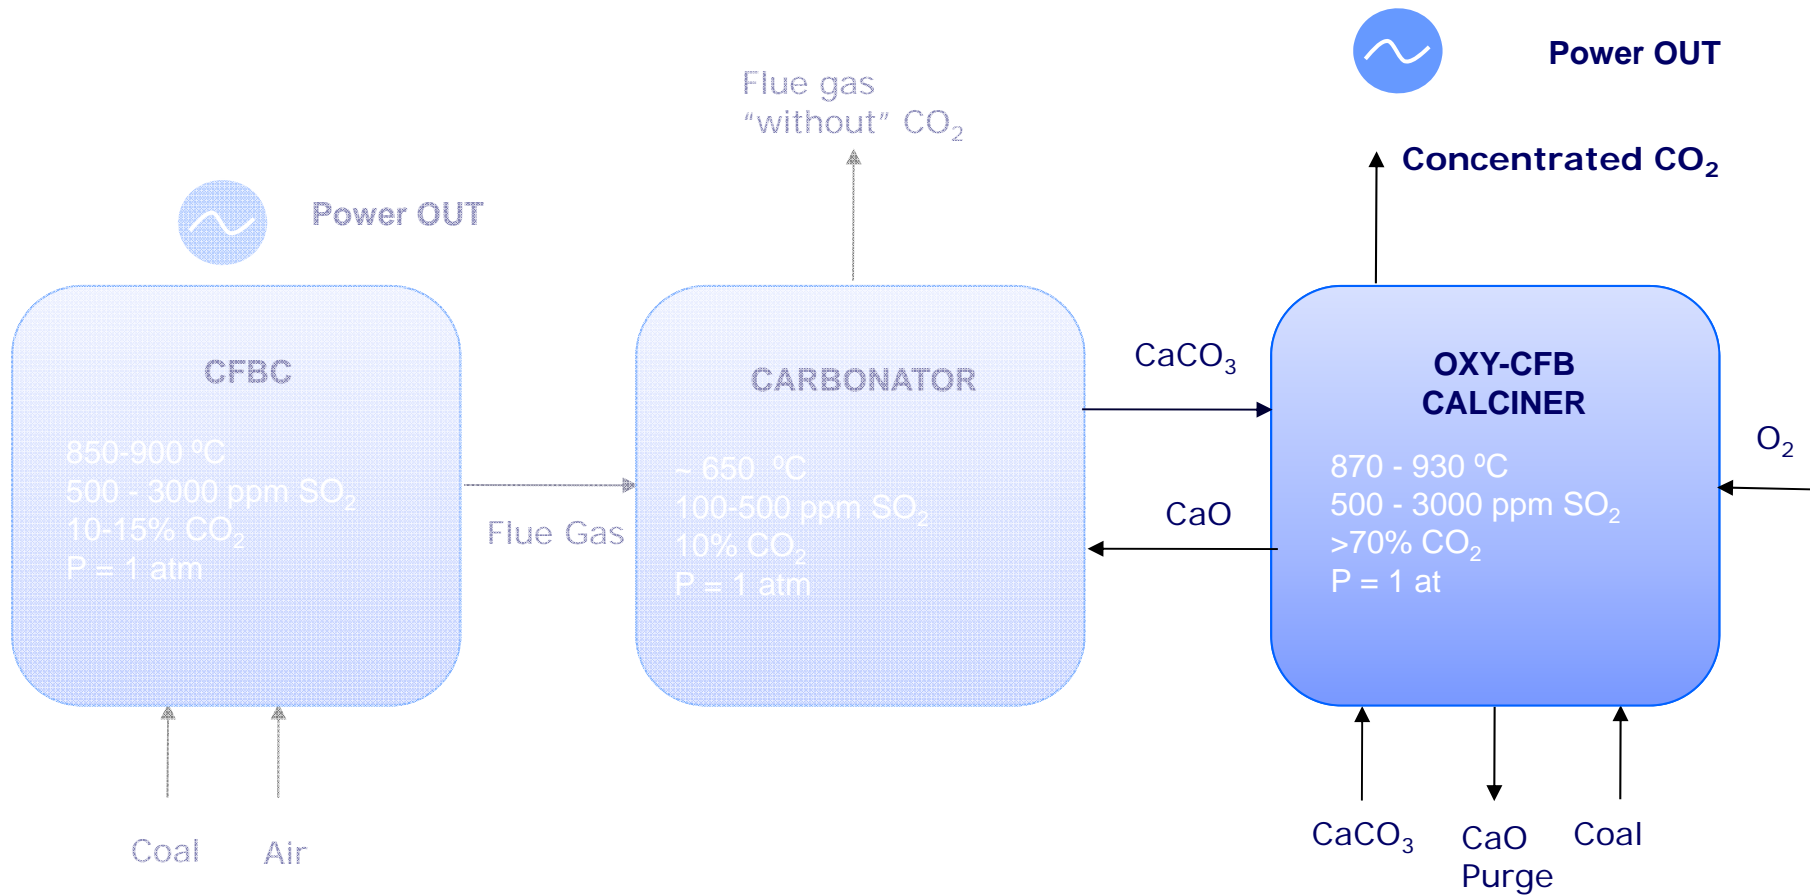 Power OUT
Concentrated CO₂
Flue gas
“without” CO₂
Power OUT
CFBC
850-900 ºC
500 - 3000 ppm SO₂
10-15% CO₂
P = 1 atm
Flue Gas
Coal
Air
CARBONATOR
~ 650 ºC
100-500 ppm SO₂
10% CO₂
P = 1 atm
CaCO₃
CaO
OXY-CFB
CALCINER
870 - 930 ºC
500 - 3000 ppm SO₂
>70% CO₂
P = 1 at
O₂
CaCO₃
CaO
Purge
Coal